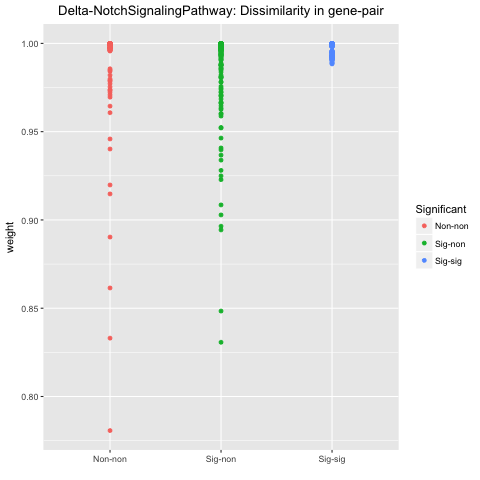 Delta-NotchSignalingPathway: Dissimilarity in gene-pair
1.00
0.95
0.90
0.85
0.80
weight
Non-non
Sig-non
Sig-sig
Significant
Non-non
Sig-non
Sig-sig